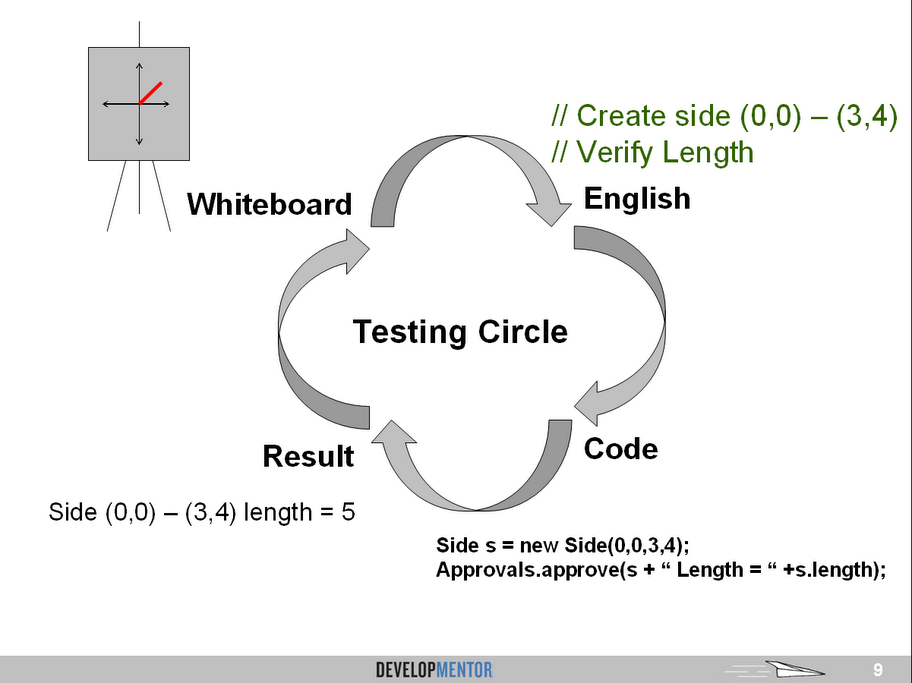 // Create side (0,0) – (3,4)
// Verify Length
Whiteboard
English
Testing Circle
Result
Code
Side (0,0) – (3,4) length = 5
Side s = new Side(0,0,3,4);
Approvals.approve(s + “ Length = “ +s.length);
DEVELOPMENTOR
9